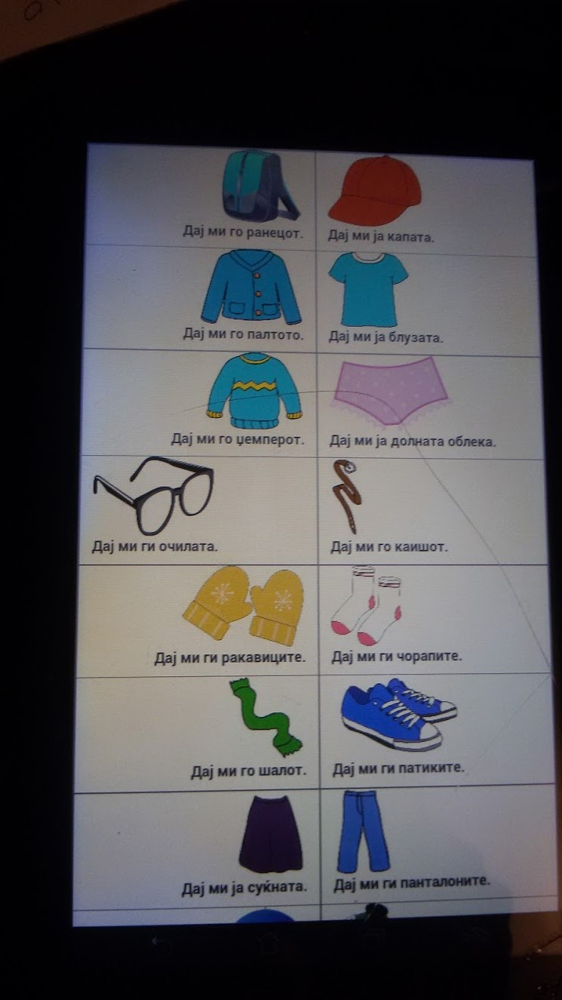 Дај ми го ранецот.
Дај ми ја капата.
Дај ми го палтото.
Дај ми ја блузата.
Дај ми го џемперот.
Дај ми ја долната облека.
Дај ми ги очилата.
Дај ми го каишот.
Дај ми ги ракавиците.
Дај ми ги чорапите.
Дај ми го шалот.
Дај ми ги патиките.
Дај ми ја суќната.
Дај ми ги панталоните.